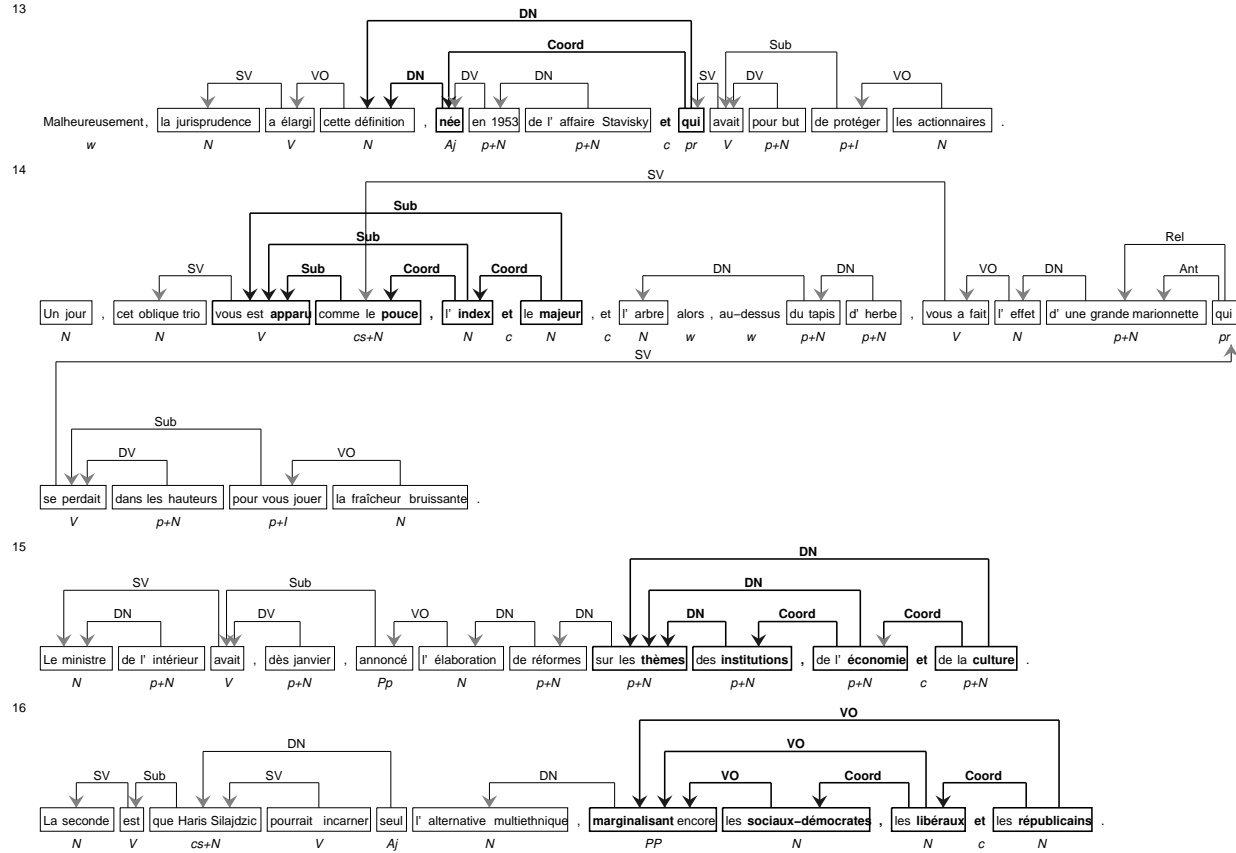 13
DN
Coord Sub
SV VO DN DV DN SV DV VO
Malheureusement, la jurisprudence a élargi cette définition , née en 1953 de l' affaire Stavisky et qui avait pour but de protéger les actionnaires .
w N V N Aj p+N p+N c pr V p+N p+I N
14
SV
Sub
Sub Rel
SV Sub Coord Coord DN DN VO DN Ant
Un jour , cet oblique trio vous est apparu comme le pouce , l' index et le majeur , et l' arbre alors , au-dessus du tapis d' herbe , vous a fait l' effet d' une grande marionnette qui
N N V cs+N N c N c N w w p+N p+N V N p+N pr
SV
Sub
DV VO
se perdait dans les hauteurs pour vous jouer la fraîcheur bruissante .
V p+N p+I N
15
DN
SV Sub DN
DN DV VO DN DN DN Coord Coord
Le ministre de l' intérieur avait , dès janvier , annoncé l' élaboration de réformes sur les thèmes des institutions , de l' économie et de la culture .
N p+N V p+N Pp N p+N p+N p+N p+N c p+N
16
VO
DN VO
SV Sub SV DN VO Coord Coord
La seconde est que Haris Silajdzic pourrait incarner seul l' alternative multiethnique , marginalisant encore les sociaux-démocrates , les libéraux et les républicains .
N V cs+N V Aj N PP N N c N